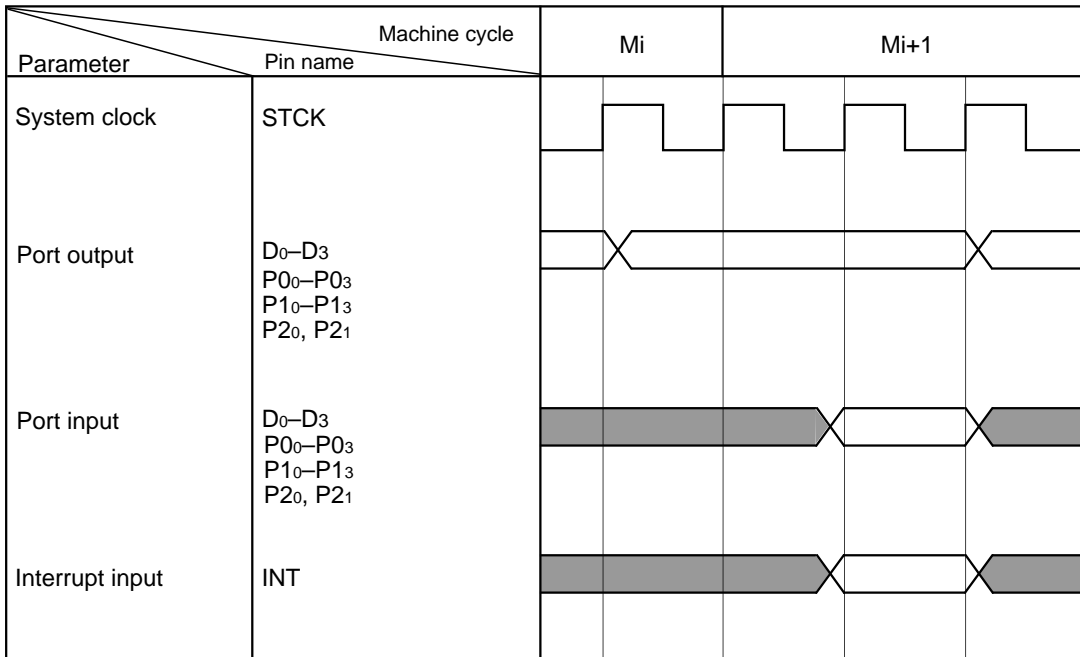 Machine cycle
Parameter
Pin name
Mi
Mi+1
System clock
STCK
Port output
D0–D3
P00–P03
P10–P13
P20, P21
Port input
D0–D3
P00–P03
P10–P13
P20, P21
Interrupt input
INT